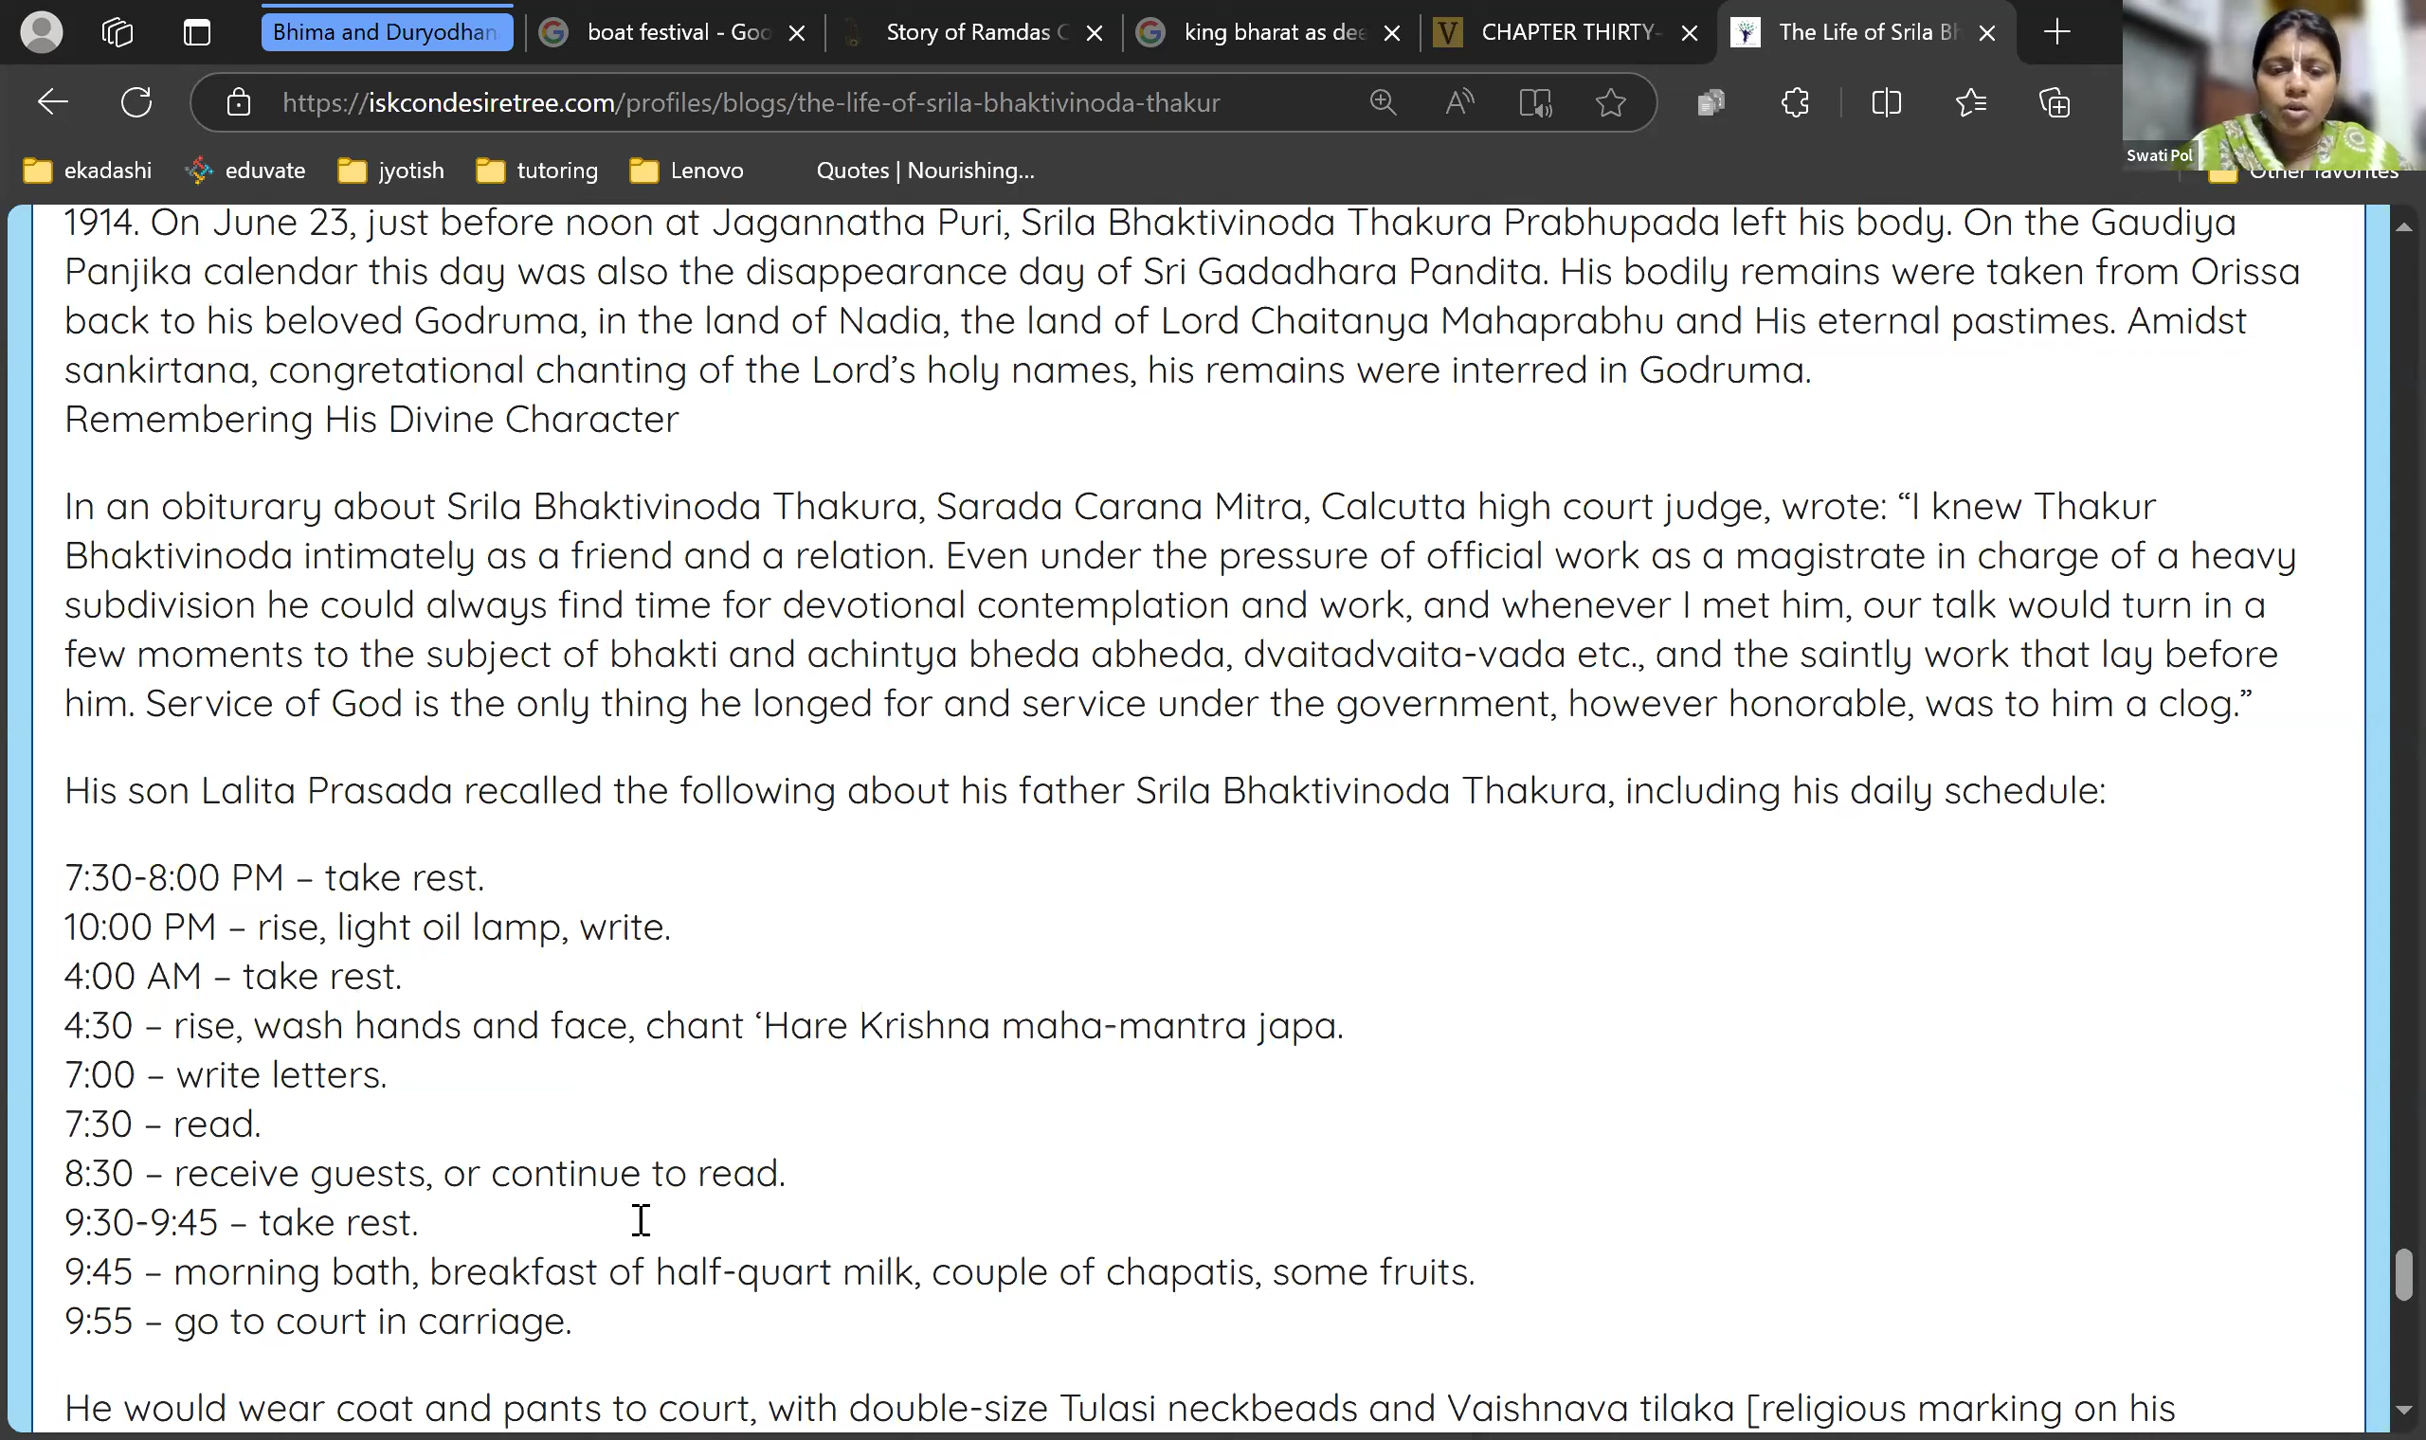 Bhima and Duryodhan
boat festival - Goo
Story of Ramdas C
king bharat as dee
CHAPTER THIRTY-
The Life of Srila Bh
https://iskcondesiretree.com/profiles/blogs/the-life-of-srila-bhaktivinoda-thakur
ekadashi eduvate jyotish tutoring Lenovo Quotes | Nourishing... Other favorites
Swati Pol
1914. On June 23, just before noon at Jagannatha Puri, Srila Bhaktivinoda Thakura Prabhupada left his body. On the Gaudiya
Panjika calendar this day was also the disappearance day of Sri Gadadhara Pandita. His bodily remains were taken from Orissa
back to his beloved Godruma, in the land of Nadia, the land of Lord Chaitanya Mahaprabhu and His eternal pastimes. Amidst
sankirtana, congretational chanting of the Lord’s holy names, his remains were interred in Godruma.
Remembering His Divine Character
In an obiturary about Srila Bhaktivinoda Thakura, Sarada Carana Mitra, Calcutta high court judge, wrote: “I knew Thakur
Bhaktivinoda intimately as a friend and a relation. Even under the pressure of official work as a magistrate in charge of a heavy
subdivision he could always find time for devotional contemplation and work, and whenever I met him, our talk would turn in a
few moments to the subject of bhakti and achintya bheda abheda, dvaitadvaita-vada etc., and the saintly work that lay before
him. Service of God is the only thing he longed for and service under the government, however honorable, was to him a clog.”
His son Lalita Prasada recalled the following about his father Srila Bhaktivinoda Thakura, including his daily schedule:
7:30-8:00 PM – take rest.
10:00 PM – rise, light oil lamp, write.
4:00 AM – take rest.
4:30 – rise, wash hands and face, chant ‘Hare Krishna maha-mantra japa.
7:00 – write letters.
7:30 – read.
8:30 – receive guests, or continue to read.
9:30-9:45 – take rest.
9:45 – morning bath, breakfast of half-quart milk, couple of chapatis, some fruits.
9:55 – go to court in carriage.
He would wear coat and pants to court, with double-size Tulasi neckbeads and Vaishnava tilaka [religious marking on his